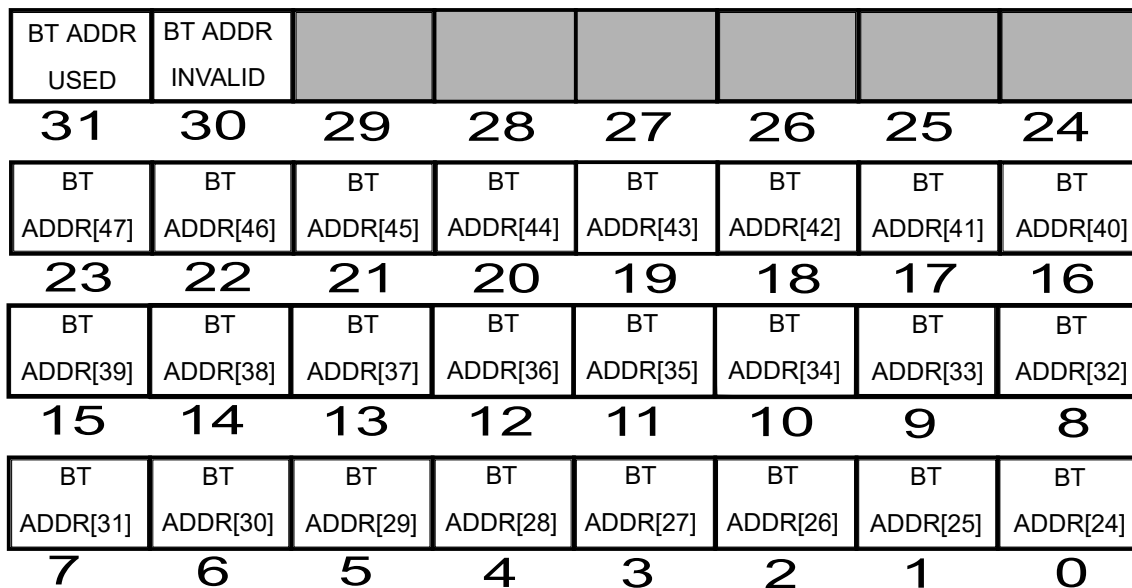 BT ADDR BT ADDR
USED INVALID
31 30 29 28 27 26 25 24
BT BT BT BT BT BT BT BT
ADDR[47] ADDR[46] ADDR[45] ADDR[44] ADDR[43] ADDR[42] ADDR[41] ADDR[40]
23 22 21 20 19 18 17 16
BT BT BT BT BT BT BT BT
ADDR[39] ADDR[38] ADDR[37] ADDR[36] ADDR[35] ADDR[34] ADDR[33] ADDR[32]
15 14 13 12 11 10 9 8
BT BT BT BT BT BT BT BT
ADDR[31] ADDR[30] ADDR[29] ADDR[28] ADDR[27] ADDR[26] ADDR[25] ADDR[24]
7 6 5 4 3 2 1 0